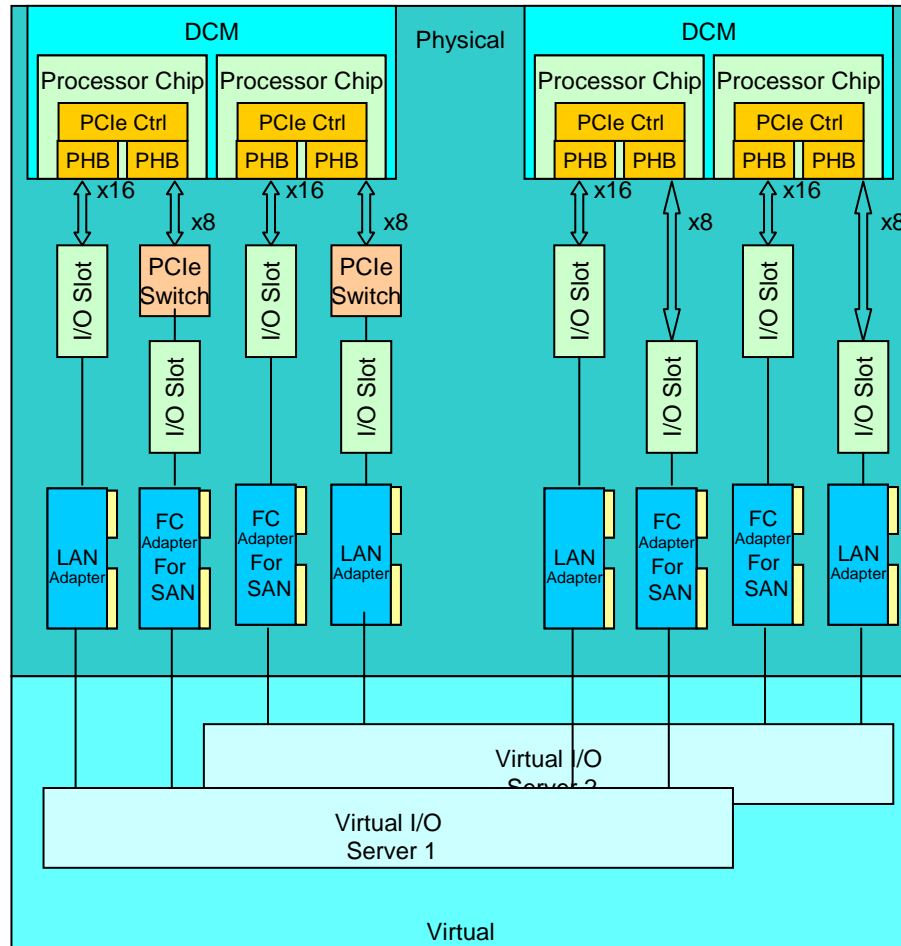 DCM
Physical
DCM
Processor Chip
Processor Chip
Processor Chip
Processor Chip
PCIe Ctrl
PCIe Ctrl
PCIe Ctrl
PCIe Ctrl
PHB
PHB
PHB
PHB
PHB
PHB
PHB
PHB
x16
x8
x16
x8
x16
x8
x16
x8
I/O Slot
PCIe
Switch
I/O Slot
PCIe
Switch
I/O Slot
I/O Slot
I/O Slot
I/O Slot
I/O Slot
I/O Slot
LAN
Adapter
FC
Adapter
For
SAN
FC
Adapter
For
SAN
LAN
Adapter
LAN
Adapter
FC
Adapter
For
SAN
FC
Adapter
For
SAN
LAN
Adapter
Virtual I/O
Server 2
Virtual I/O
Server 1
Virtual